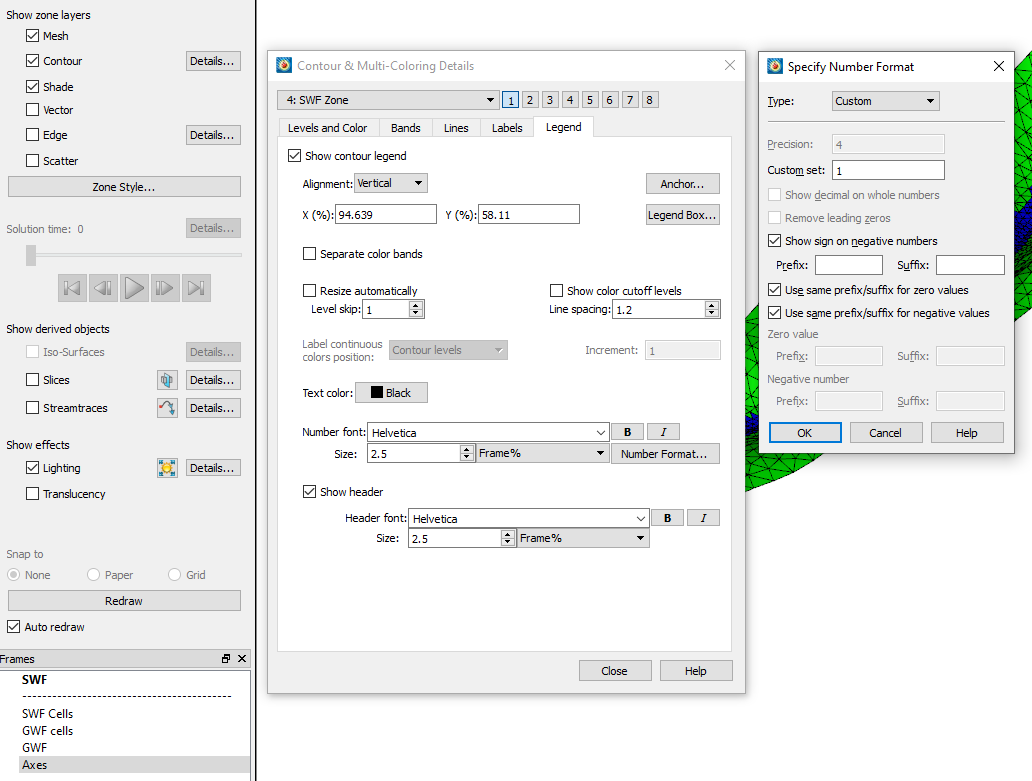 Show zone layers
Mesh
Contour
Details...
Shade
Vector
Edge
Details...
Scatter
Zone Style...
Solution time: 0
Details...
Show derived objects
Iso-Surfaces
Details...
Slices
Details...
Streamtraces
Details...
Show effects
Lighting
Details...
Translucency
Snap to
None
Paper
Grid
Redraw
Auto redraw
Frames
SWF
------------------------------------------
SWF Cells
GWF cells
GWF
Axes
Contour & Multi-Coloring Details
4: SWF Zone
1 2 3 4 5 6 7 8
Levels and Color
Bands
Lines
Labels
Legend
Show contour legend
Alignment: Vertical
Anchor...
X (%): 94.639
Y (%): 58.11
Legend Box...
Separate color bands
Resize automatically
Show color cutoff levels
Level skip: 1
Line spacing: 1.2
Label continuous
colors position:
Contour levels
Increment: 1
Text color: Black
Number font: Helvetica
B
I
Size: 2.5
Frame%
Number Format...
Show header
Header font: Helvetica
B
I
Size: 2.5
Frame%
Close
Help
Specify Number Format
Type: Custom
Precision: 4
Custom set: 1
Show decimal on whole numbers
Remove leading zeros
Show sign on negative numbers
Prefix:
Suffix:
Use same prefix/suffix for zero values
Use same prefix/suffix for negative values
Zero value
Prefix:
Suffix:
Negative number
Prefix:
Suffix:
OK
Cancel
Help